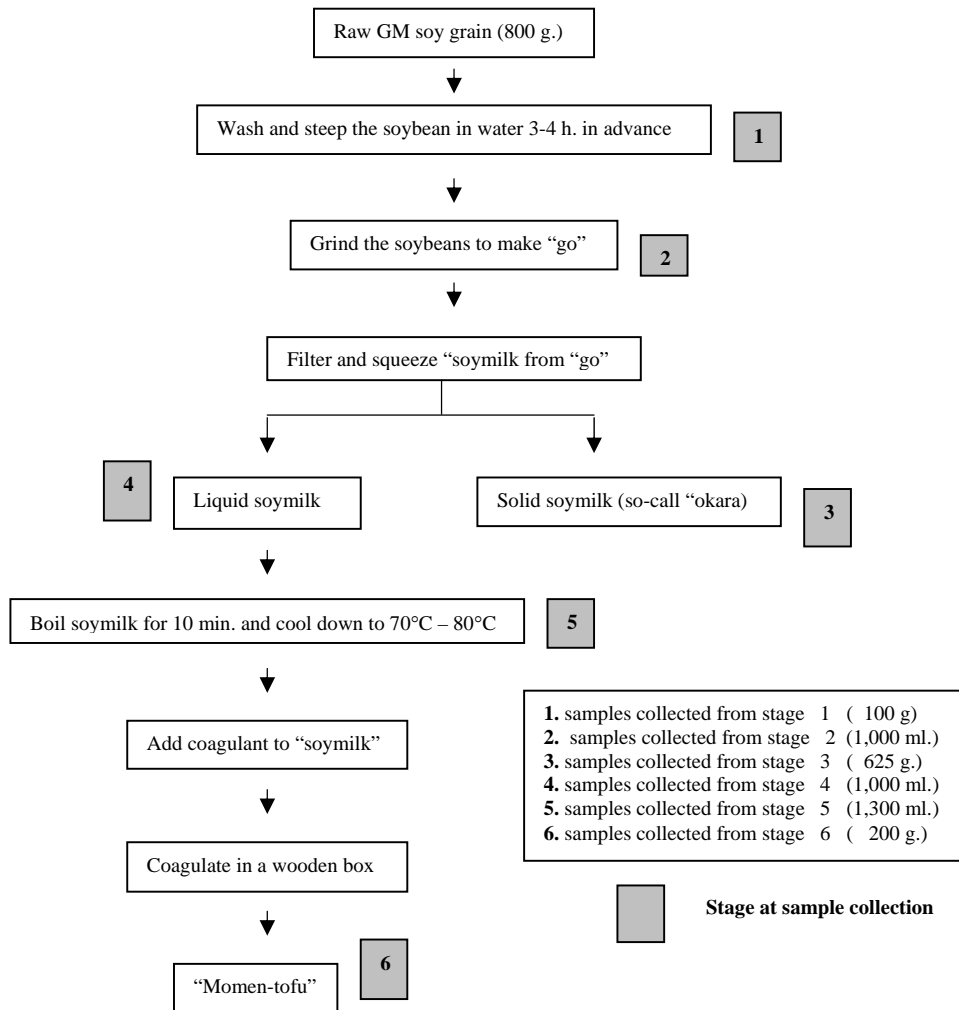 Raw GM soy grain (800 g.)
Wash and steep the soybean in water 3-4 h. in advance
1
Grind the soybeans to make “go”
2
Filter and squeeze “soymilk from “go”
4
Liquid soymilk
Solid soymilk (so-call “okara)
3
Boil soymilk for 10 min. and cool down to 70°C – 80°C
5
Add coagulant to “soymilk”
Coagulate in a wooden box
“Momen-tofu”
6
1. samples collected from stage 1 ( 100 g)
2. samples collected from stage 2 (1,000 ml.)
3. samples collected from stage 3 ( 625 g.)
4. samples collected from stage 4 (1,000 ml.)
5. samples collected from stage 5 (1,300 ml.)
6. samples collected from stage 6 ( 200 g.)
Stage at sample collection